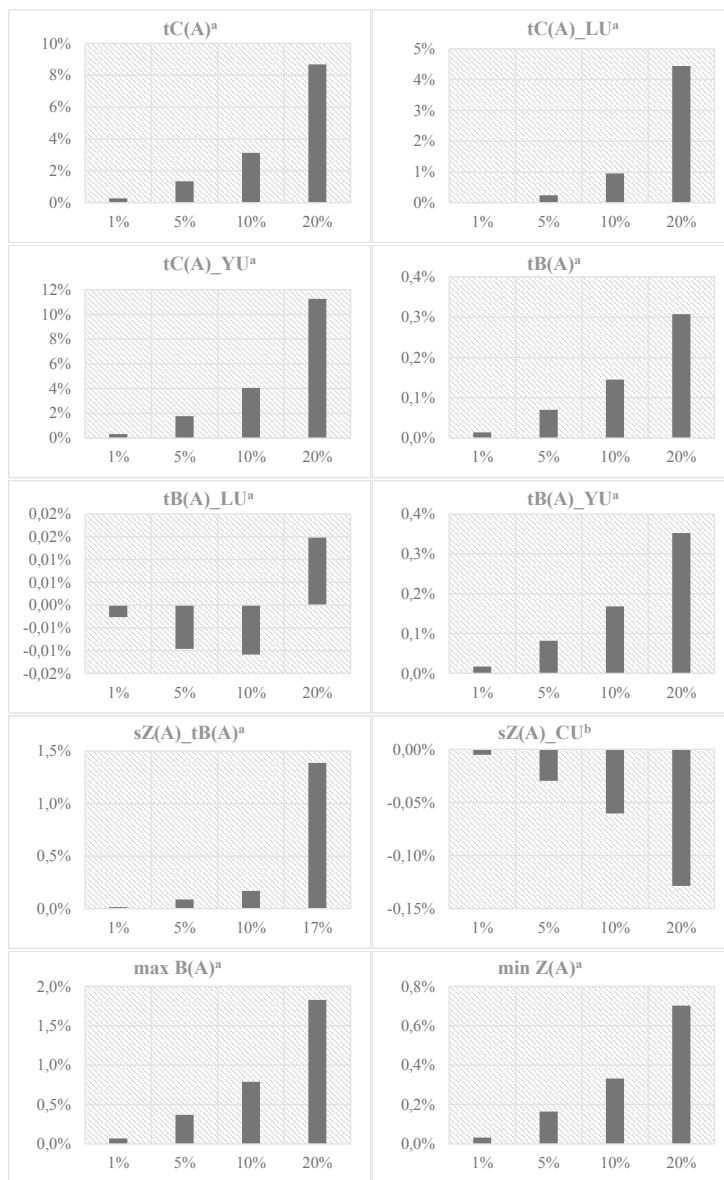 tC(A)ᵃ
10%
8%
6%
4%
2%
0%
1% 5% 10% 20%
tC(A)_LUᵃ
5%
4%
3%
2%
1%
0%
1% 5% 10% 20%
tC(A)_YUᵃ
12%
10%
8%
6%
4%
2%
0%
1% 5% 10% 20%
tB(A)ᵃ
0,4%
0,3%
0,2%
0,1%
0,0%
1% 5% 10% 20%
tB(A)_LUᵃ
0,02%
0,02%
0,01%
0,01%
0,00%
-0,01%
-0,01%
-0,02%
1% 5% 10% 20%
tB(A)_YUᵃ
0,4%
0,3%
0,2%
0,1%
0,0%
1% 5% 10% 20%
sZ(A)_tB(A)ᵃ
1,5%
1,0%
0,5%
0,0%
1% 5% 10% 17%
sZ(A)_CUᵇ
0,00%
-0,05%
-0,10%
-0,15%
1% 5% 10% 20%
max B(A)ᵃ
2,0%
1,5%
1,0%
0,5%
0,0%
1% 5% 10% 20%
min Z(A)ᵃ
0,8%
0,6%
0,4%
0,2%
0,0%
1% 5% 10% 20%